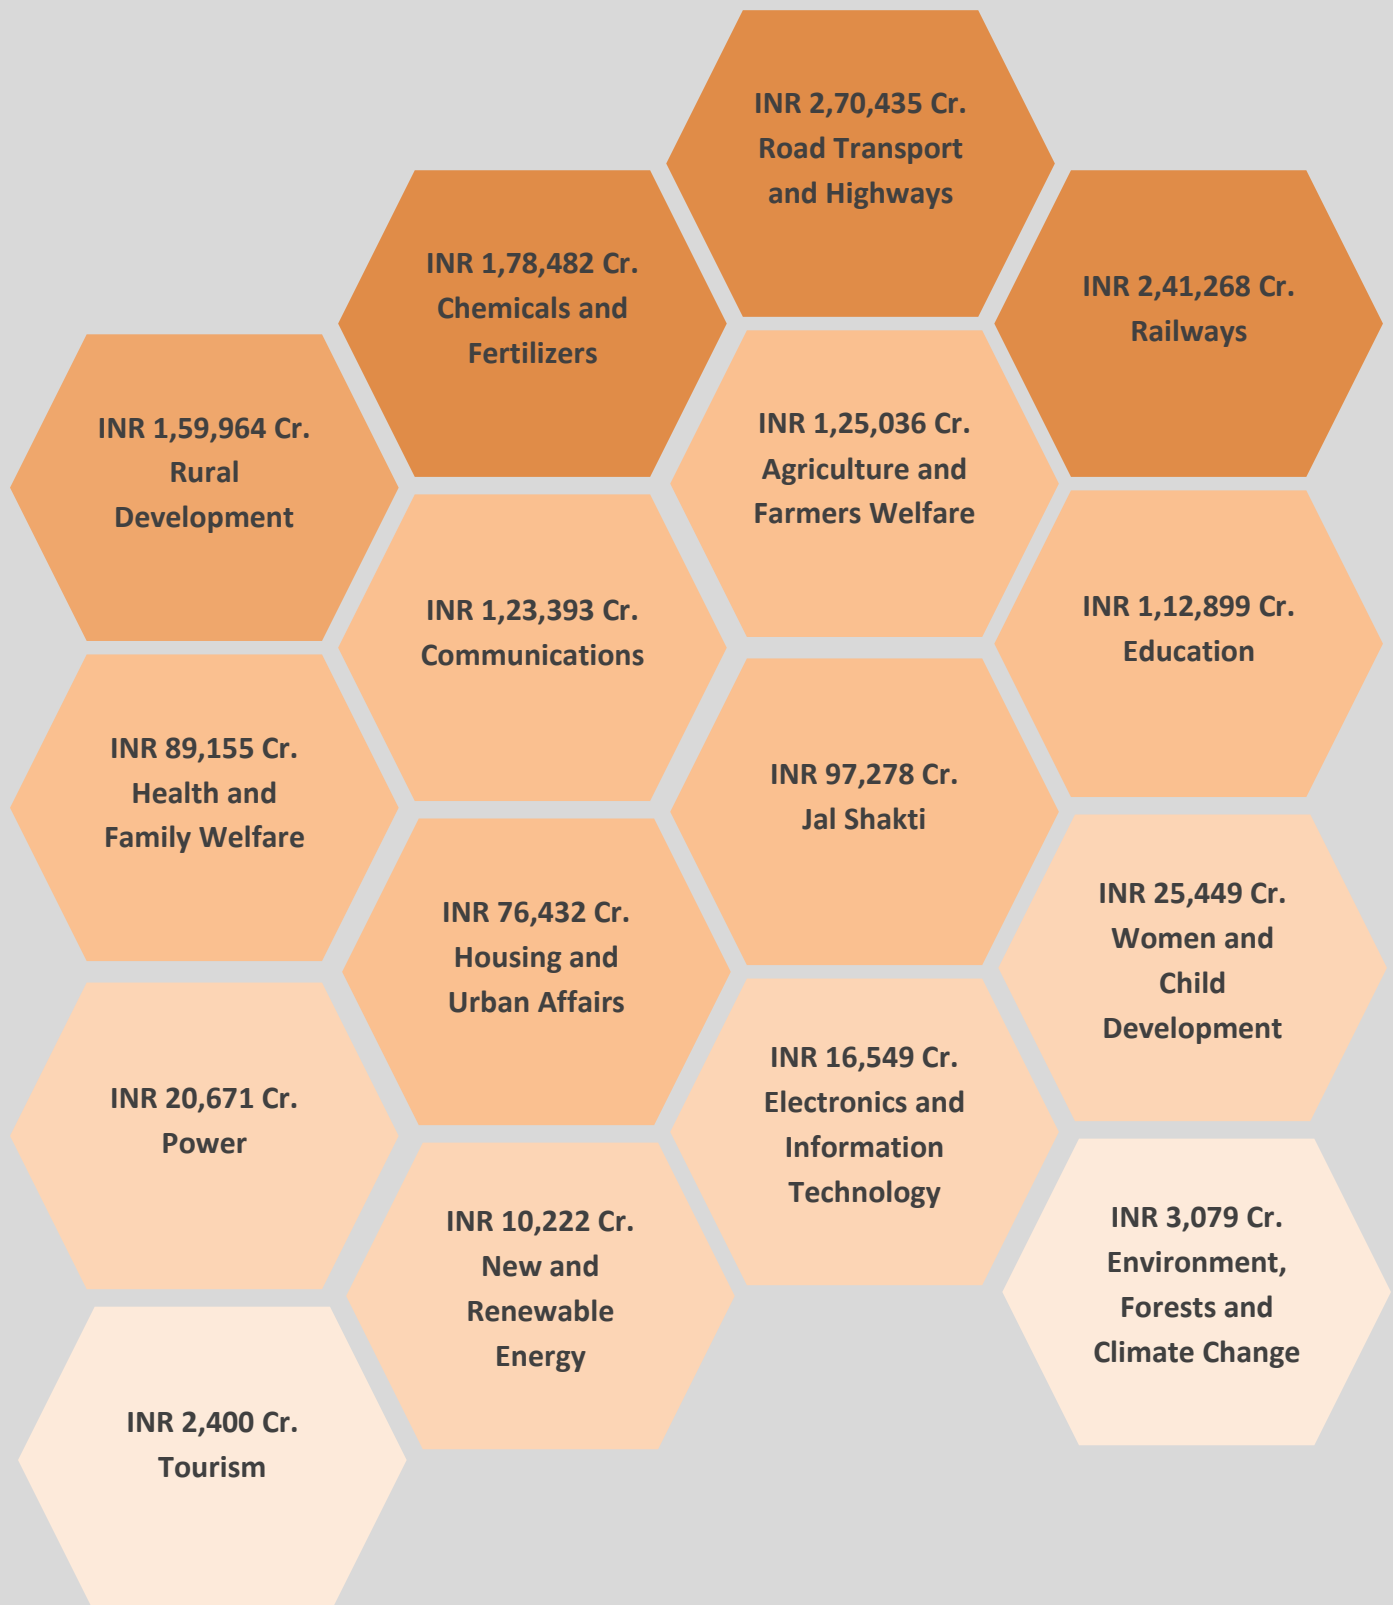 INR 2,70,435 Cr.
Road Transport
and Highways
INR 1,78,482 Cr.
Chemicals and
Fertilizers
INR 2,41,268 Cr.
Railways
INR 1,59,964 Cr.
Rural
Development
INR 1,25,036 Cr.
Agriculture and
Farmers Welfare
INR 1,23,393 Cr.
Communications
INR 1,12,899 Cr.
Education
INR 89,155 Cr.
Health and
Family Welfare
INR 97,278 Cr.
Jal Shakti
INR 76,432 Cr.
Housing and
Urban Affairs
INR 25,449 Cr.
Women and
Child
Development
INR 20,671 Cr.
Power
INR 16,549 Cr.
Electronics and
Information
Technology
INR 10,222 Cr.
New and
Renewable
Energy
INR 3,079 Cr.
Environment,
Forests and
Climate Change
INR 2,400 Cr.
Tourism